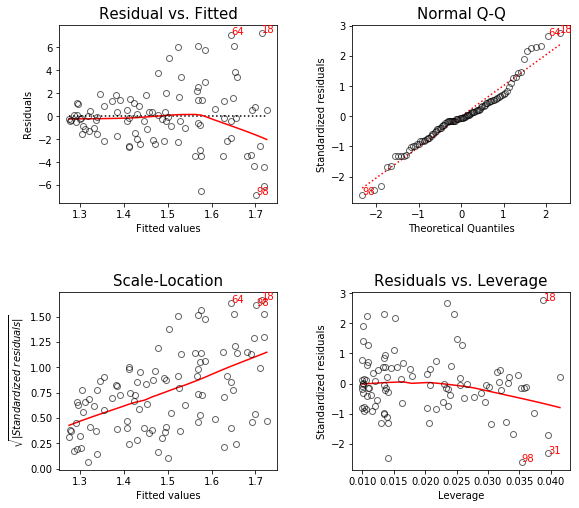 Residual vs. Fitted
Normal Q-Q
Residuals
6
4
2
0
−2
−4
−6
64
18
98
1.3 1.4 1.5 1.6 1.7
Fitted values
Standardized residuals
3
2
1
0
−1
−2
64
18
98
−2 −1 0 1 2
Theoretical Quantiles
Scale-Location
Residuals vs. Leverage
√|Standardized residuals|
1.50
1.25
1.00
0.75
0.50
0.25
0.00
64
98
18
1.3 1.4 1.5 1.6 1.7
Fitted values
Standardized residuals
3
2
1
0
−1
−2
18
31
98
0.010 0.015 0.020 0.025 0.030 0.035 0.040
Leverage